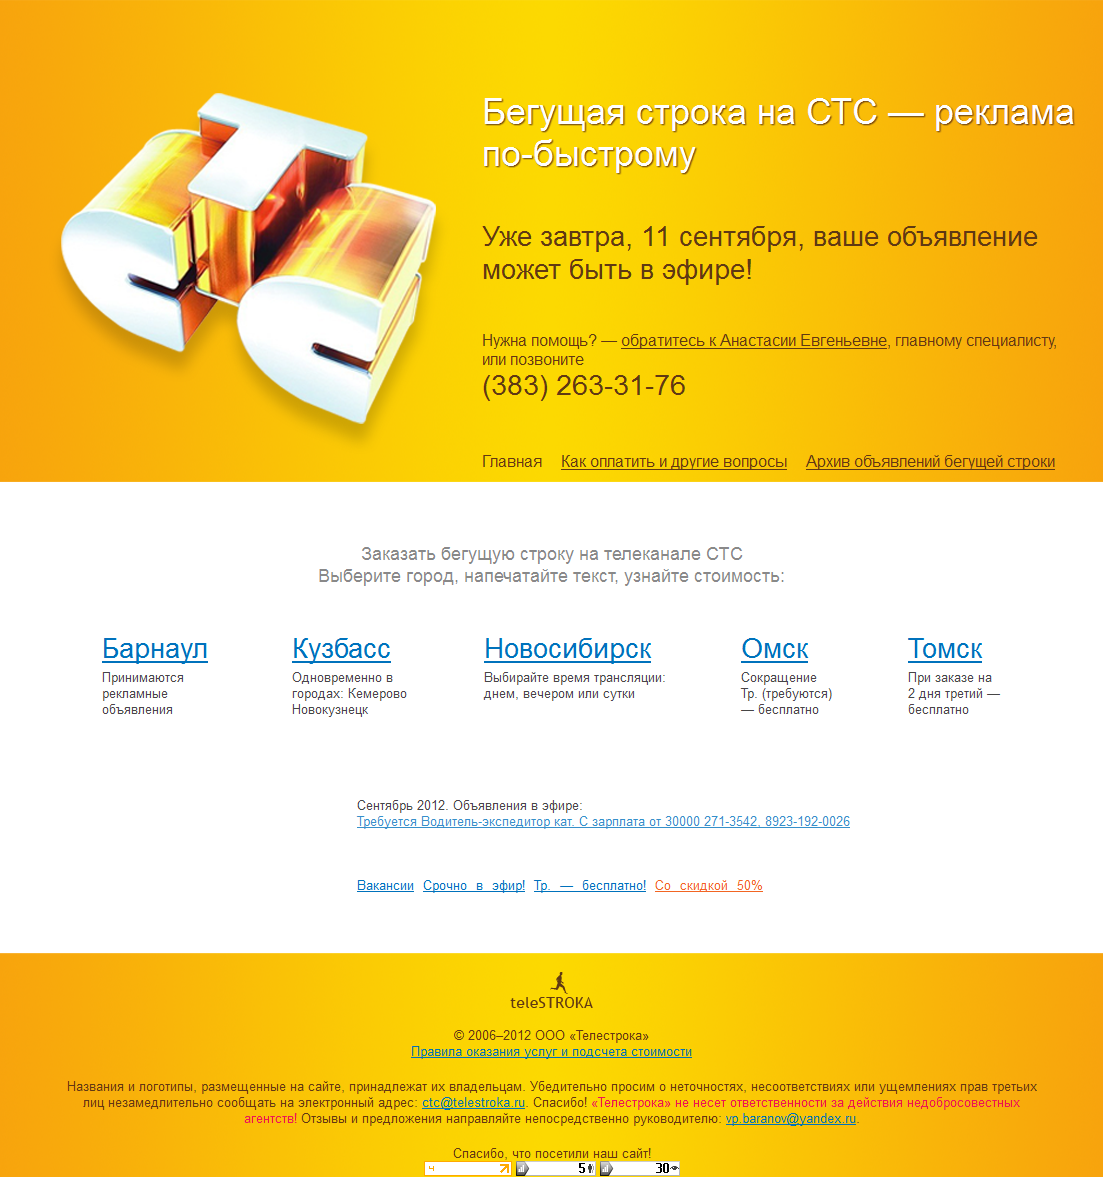 СТС
Бегущая строка на СТС — реклама
по-быстрому
Уже завтра, 11 сентября, ваше объявление
может быть в эфире!
Нужна помощь? — обратитесь к Анастасии Евгеньевне, главному специалисту,
или позвоните
(383) 263-31-76
Главная Как оплатить и другие вопросы Архив объявлений бегущей строки
Заказать бегущую строку на телеканале СТС
Выберите город, напечатайте текст, узнайте стоимость:
Барнаул
Принимаются
рекламные
объявления
Кузбасс
Одновременно в
городах: Кемерово
Новокузнецк
Новосибирск
Выбирайте время трансляции:
днем, вечером или сутки
Омск
Сокращение
Тр. (требуются)
— бесплатно
Томск
При заказе на
2 дня третий —
бесплатно
Сентябрь 2012. Объявления в эфире:
Требуется Водитель-экспедитор кат. С зарплата от 30000 271-3542, 8923-192-0026
Вакансии Срочно в эфир! Тр. — бесплатно! Со скидкой 50%
teleSTROKA
© 2006–2012 ООО «Телестрока»
Правила оказания услуг и подсчета стоимости
Названия и логотипы, размещенные на сайте, принадлежат их владельцам. Убедительно просим о неточностях, несоответствиях или ущемлениях прав третьих
лиц незамедлительно сообщать на электронный адрес: ctc@telestroka.ru. Спасибо! «Телестрока» не несет ответственности за действия недобросовестных
агентств! Отзывы и предложения направляйте непосредственно руководителю: vp.baranov@yandex.ru.
Спасибо, что посетили наш сайт!
ч 5 30